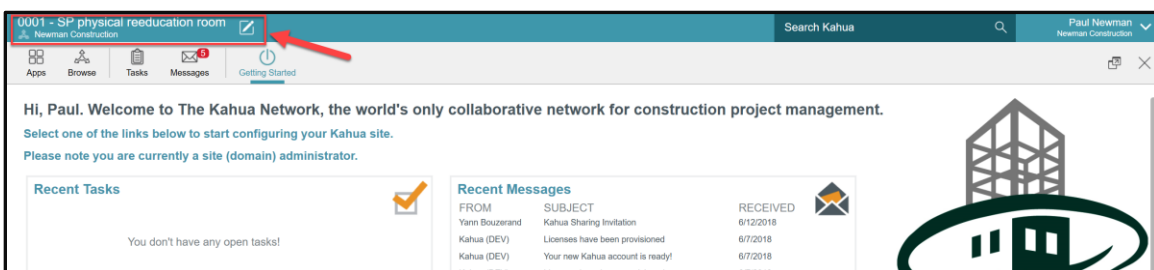 0001 - SP physical reeducation room
Newman Construction
Search Kahua
Paul Newman
Newman Construction
Apps
Browse
Tasks
5
Messages
Getting Started
Hi, Paul. Welcome to The Kahua Network, the world's only collaborative network for construction project management.
Select one of the links below to start configuring your Kahua site.
Please note you are currently a site (domain) administrator.
Recent Tasks
You don't have any open tasks!
Recent Messages
FROM SUBJECT RECEIVED
Yann Bouzerand Kahua Sharing Invitation 6/12/2018
Kahua (DEV) Licenses have been provisioned 6/7/2018
Kahua (DEV) Your new Kahua account is ready! 6/7/2018